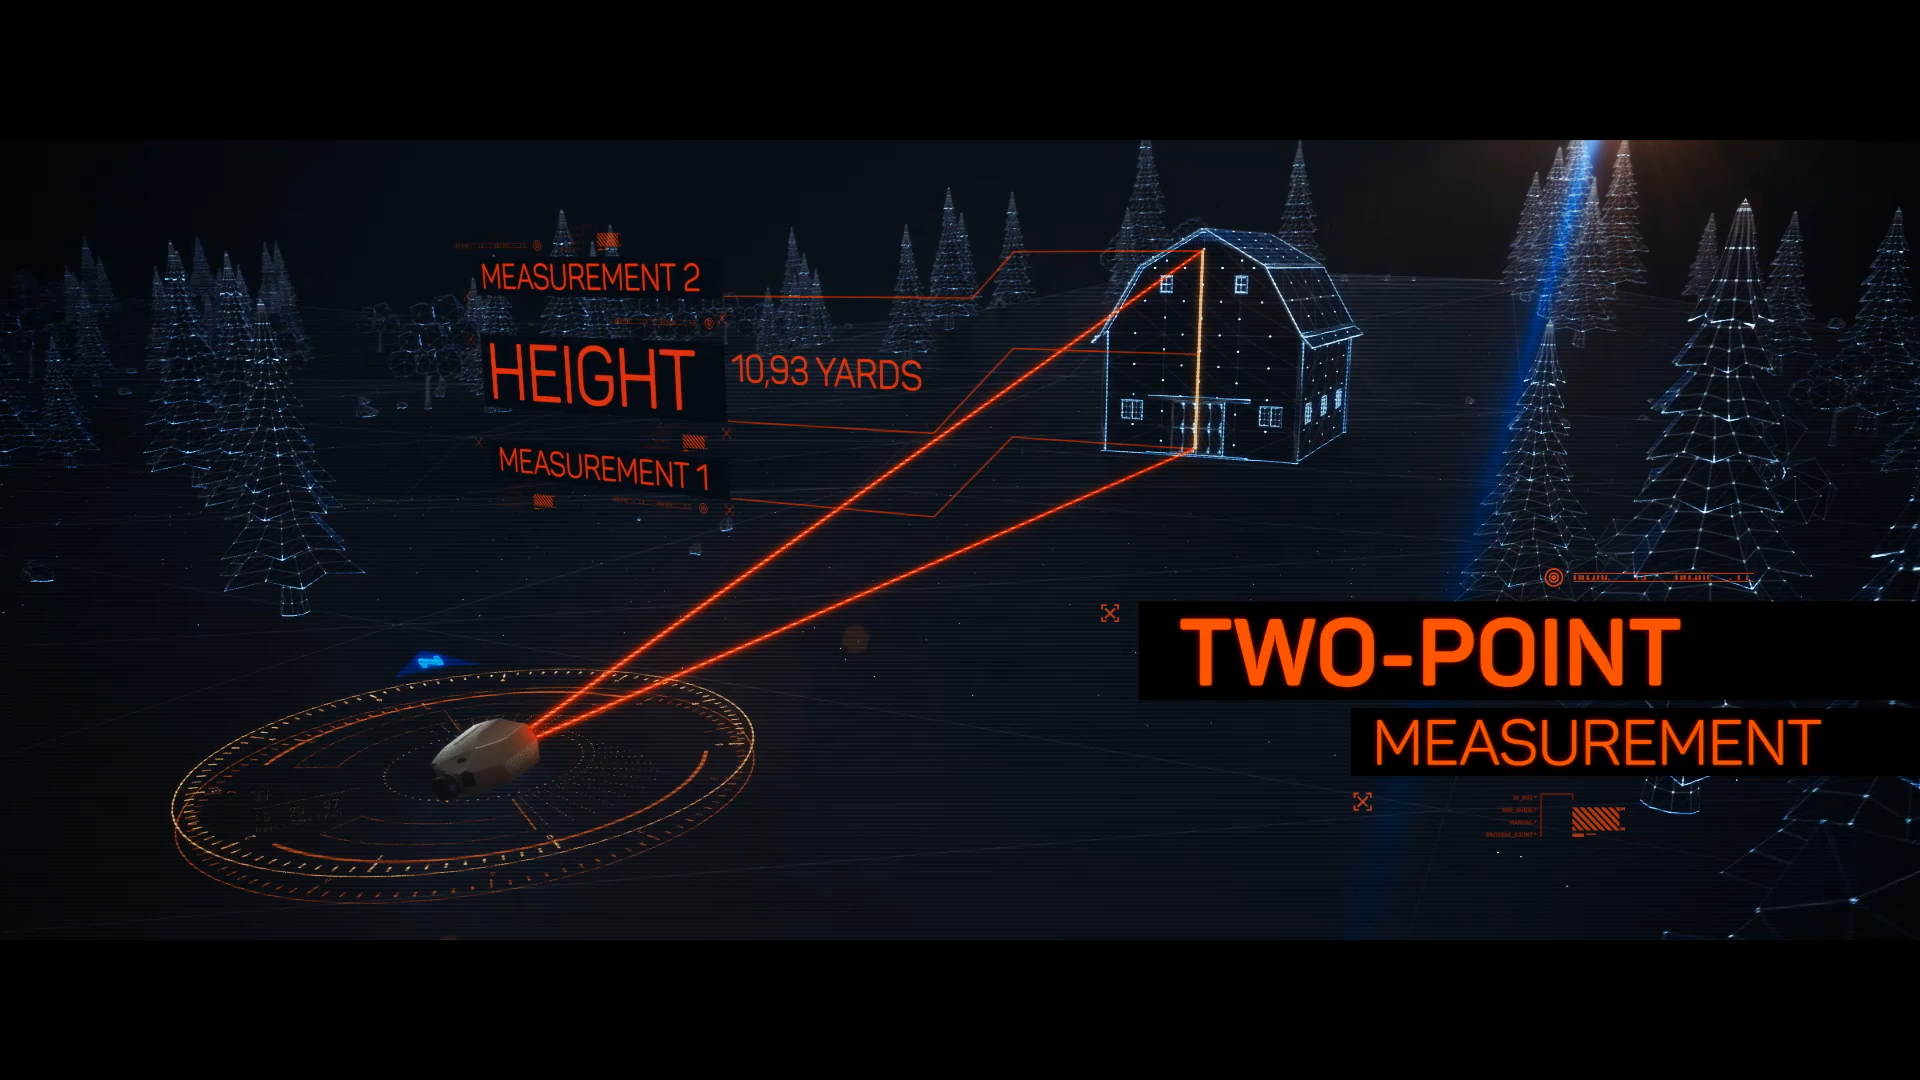 MEASUREMENT 2
HEIGHT 10,93 YARDS
MEASUREMENT 1
TWO-POINT
MEASUREMENT
N